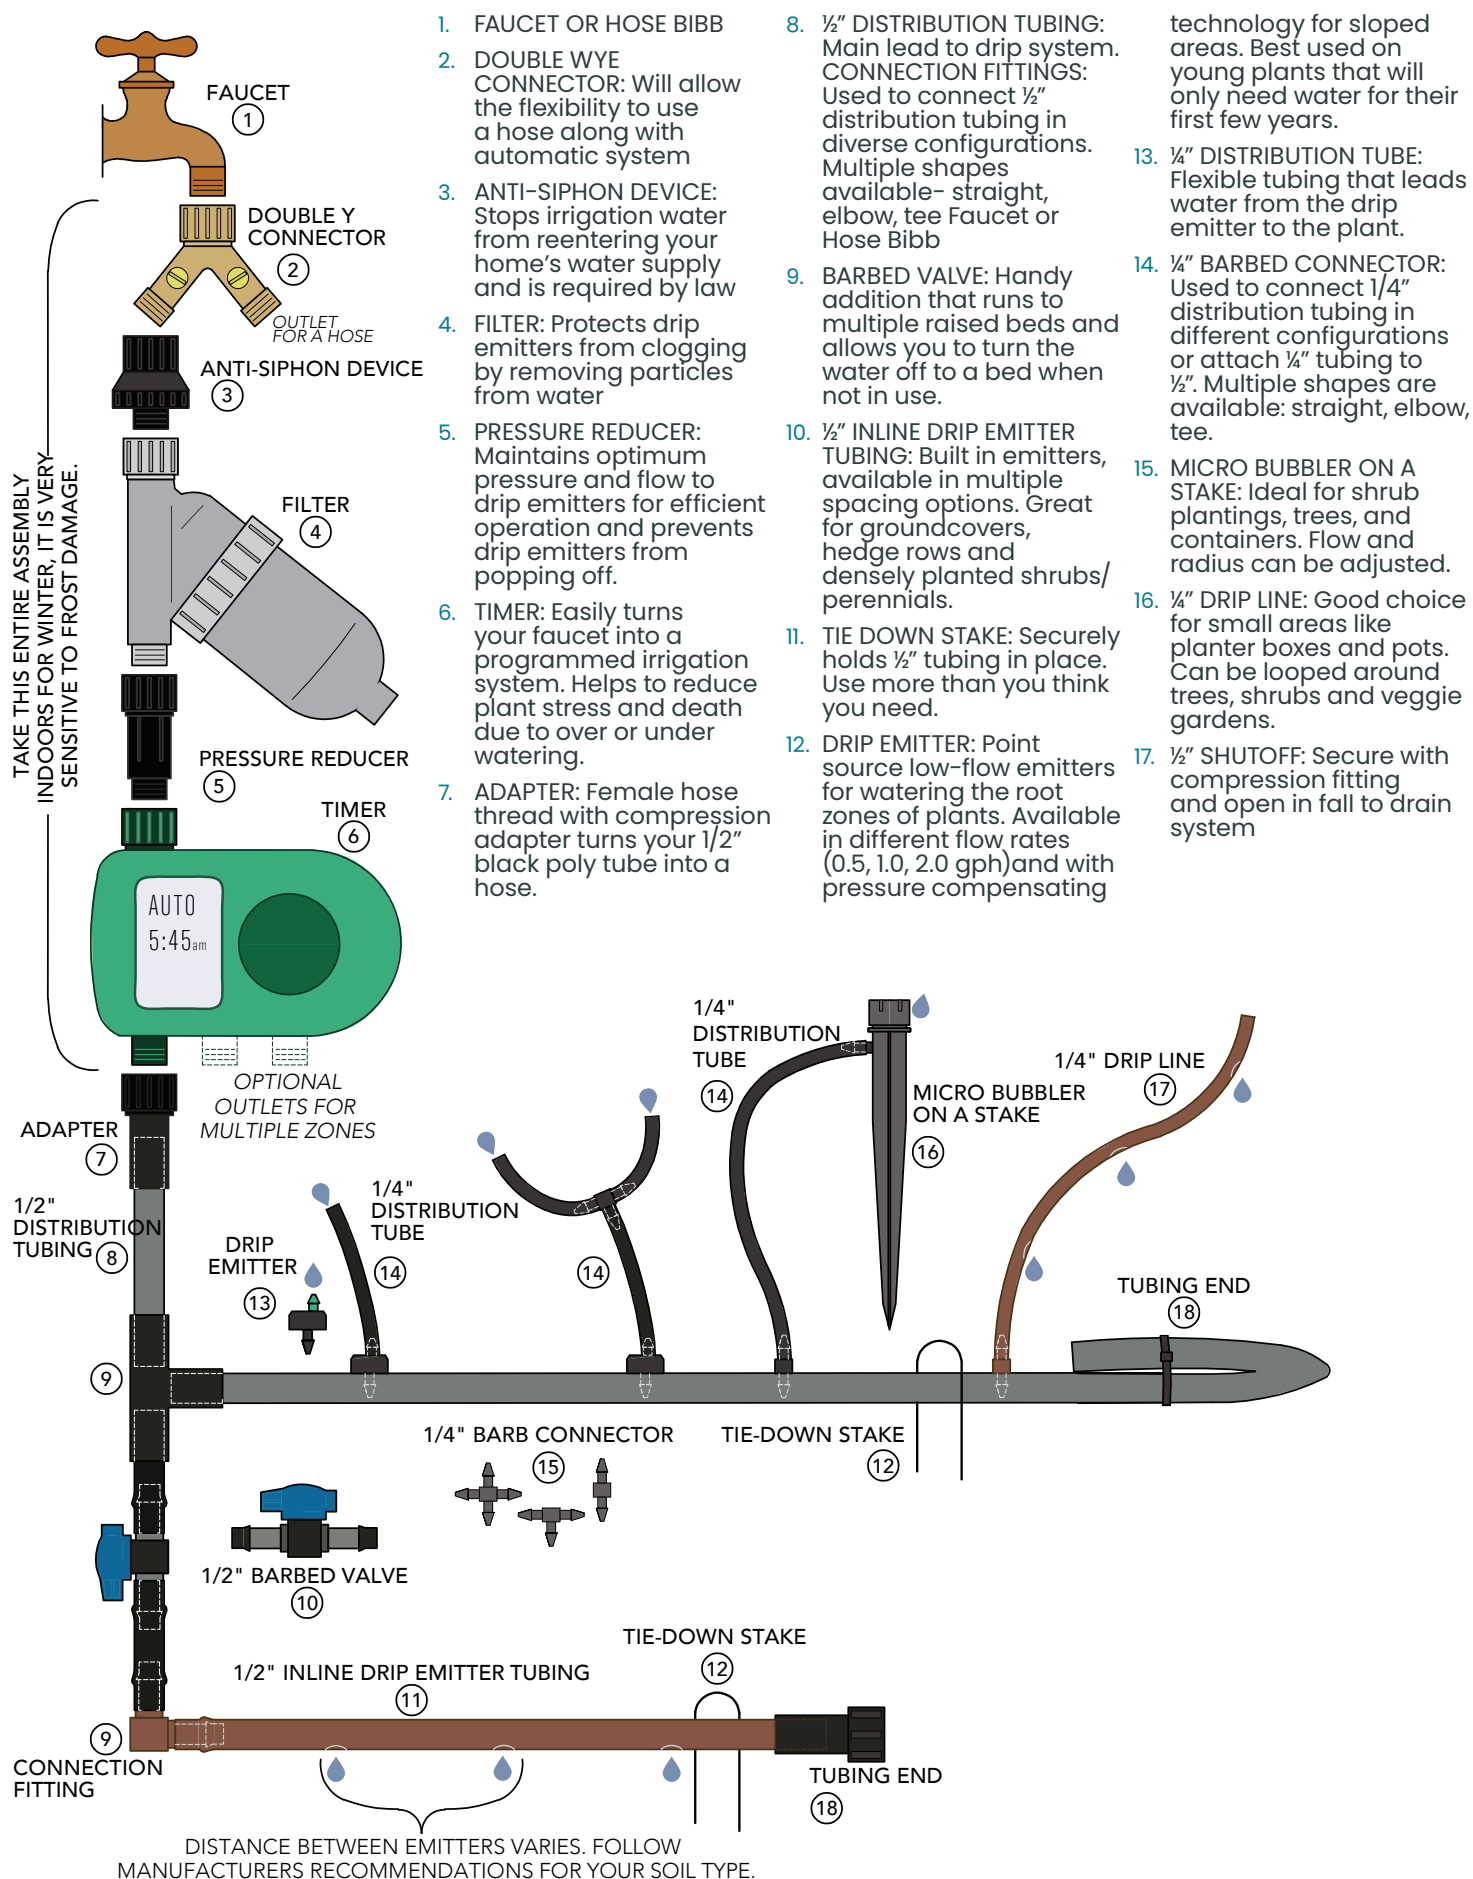 1. FAUCET OR HOSE BIBB
2. DOUBLE WYE
CONNECTOR: Will allow
the flexibility to use
a hose along with
automatic system
3. ANTI-SIPHON DEVICE:
Stops irrigation water
from reentering your
home's water supply
and is required by law
4. FILTER: Protects drip
emitters from clogging
by removing particles
from water
5. PRESSURE REDUCER:
Maintains optimum
pressure and flow to
drip emitters for efficient
operation and prevents
drip emitters from
popping off.
6. TIMER: Easily turns
your faucet into a
programmed irrigation
system. Helps to reduce
plant stress and death
due to over or under
watering.
7. ADAPTER: Female hose
thread with compression
adapter turns your 1/2"
black poly tube into a
hose.
8. ½" DISTRIBUTION TUBING:
Main lead to drip system.
CONNECTION FITTINGS:
Used to connect ½"
distribution tubing in
diverse configurations.
Multiple shapes
available- straight,
elbow, tee Faucet or
Hose Bibb
9. BARBED VALVE: Handy
addition that runs to
multiple raised beds and
allows you to turn the
water off to a bed when
not in use.
10. ½" INLINE DRIP EMITTER
TUBING: Built in emitters,
available in multiple
spacing options. Great
for groundcovers,
hedge rows and
densely planted shrubs/
perennials.
11. TIE DOWN STAKE: Securely
holds ½" tubing in place.
Use more than you think
you need.
12. DRIP EMITTER: Point
source low-flow emitters
for watering the root
zones of plants. Available
in different flow rates
(0.5, 1.0, 2.0 gph)and with
pressure compensating
technology for sloped
areas. Best used on
young plants that will
only need water for their
first few years.
13. ¼" DISTRIBUTION TUBE:
Flexible tubing that leads
water from the drip
emitter to the plant.
14. ¼" BARBED CONNECTOR:
Used to connect 1/4"
distribution tubing in
different configurations
or attach ¼" tubing to
½". Multiple shapes are
available: straight, elbow,
tee.
15. MICRO BUBBLER ON A
STAKE: Ideal for shrub
plantings, trees, and
containers. Flow and
radius can be adjusted.
16. ¼" DRIP LINE: Good choice
for small areas like
planter boxes and pots.
Can be looped around
trees, shrubs and veggie
gardens.
17. ½" SHUTOFF: Secure with
compression fitting
and open in fall to drain
system
FAUCET
1
DOUBLE Y
CONNECTOR
2
OUTLET
FOR A HOSE
ANTI-SIPHON DEVICE
3
FILTER
4
TAKE THIS ENTIRE ASSEMBLY
INDOORS FOR WINTER, IT IS VERY
SENSITIVE TO FROST DAMAGE.
PRESSURE REDUCER
5
TIMER
6
AUTO
5:45am
OPTIONAL
OUTLETS FOR
MULTIPLE ZONES
ADAPTER
7
1/2"
DISTRIBUTION
TUBING
8
DRIP
EMITTER
13
1/4"
DISTRIBUTION
TUBE
14
14
1/4"
DISTRIBUTION
TUBE
14
MICRO BUBBLER
ON A STAKE
16
1/4" DRIP LINE
17
TUBING END
18
9
1/4" BARB CONNECTOR
15
TIE-DOWN STAKE
12
1/2" BARBED VALVE
10
TIE-DOWN STAKE
12
1/2" INLINE DRIP EMITTER TUBING
11
9
CONNECTION
FITTING
TUBING END
18
DISTANCE BETWEEN EMITTERS VARIES. FOLLOW
MANUFACTURERS RECOMMENDATIONS FOR YOUR SOIL TYPE.